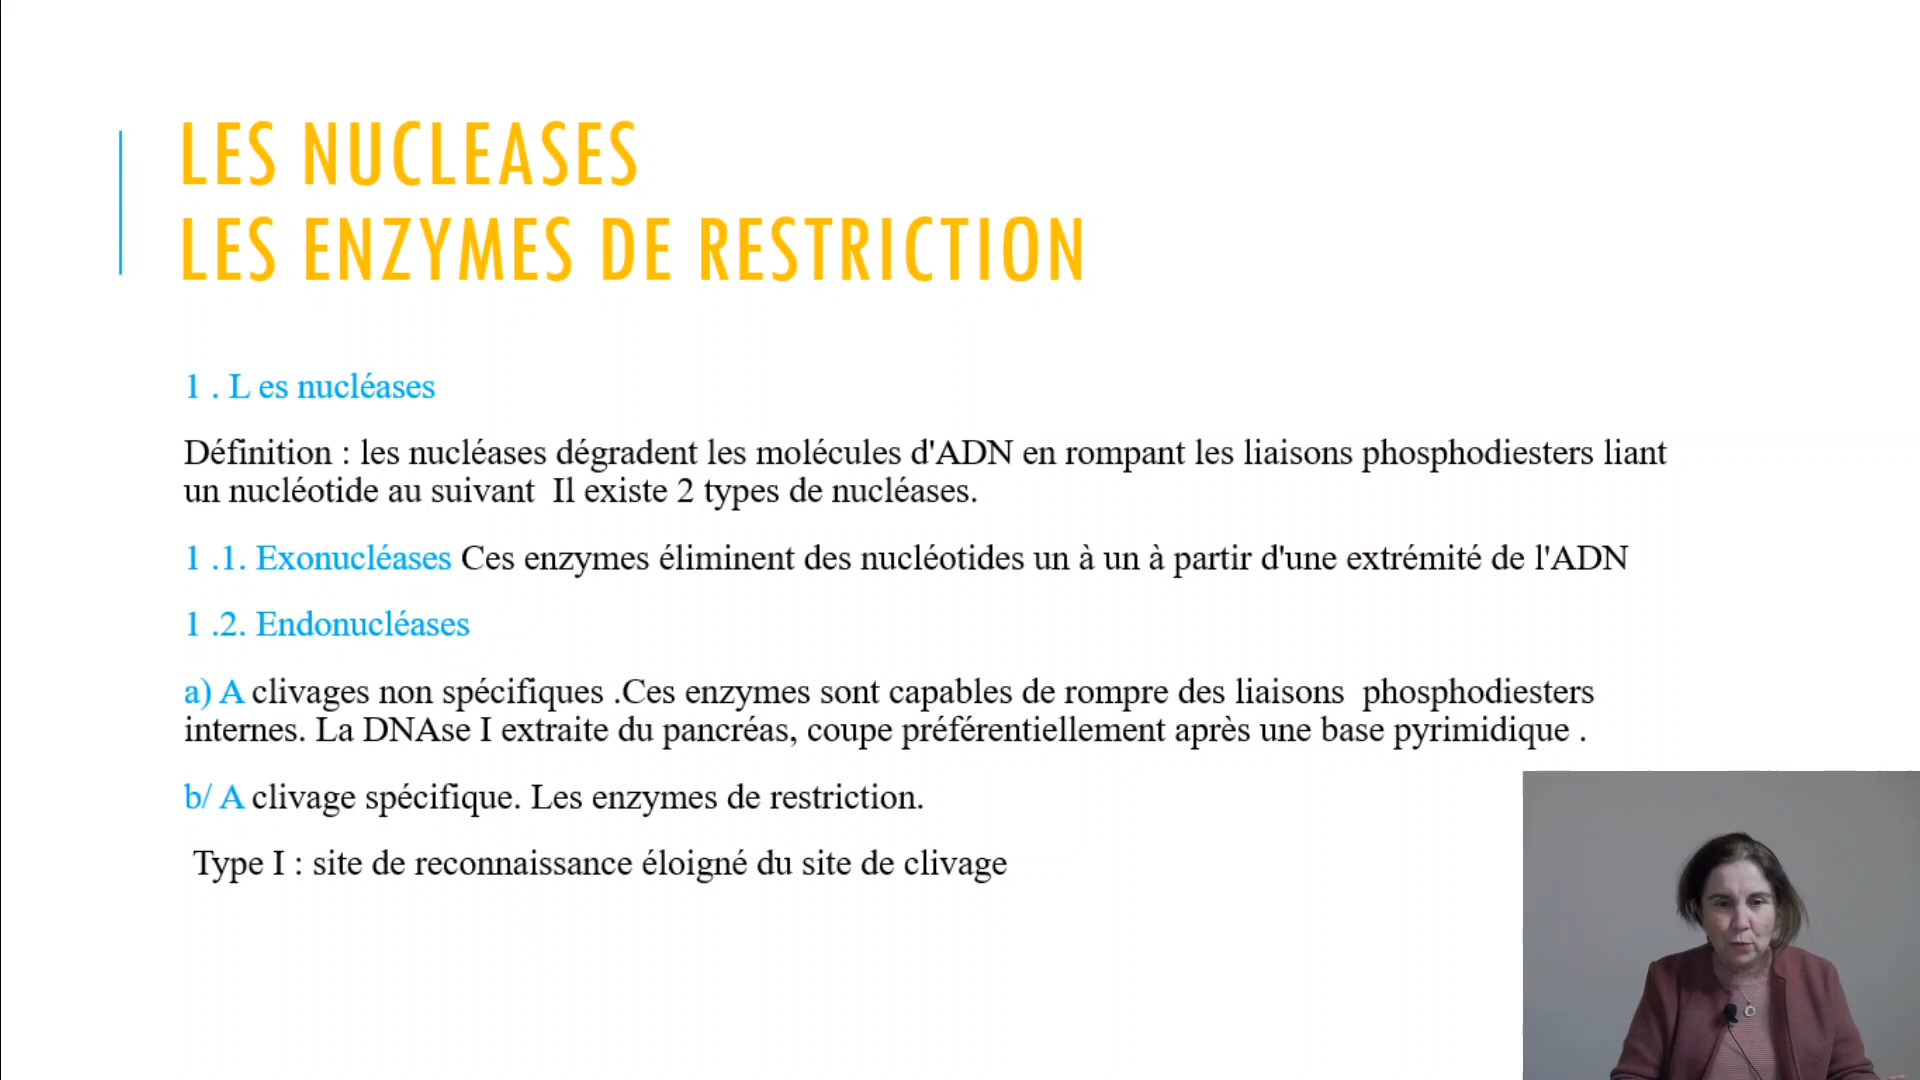 LES NUCLEASES
LES ENZYMES DE RESTRICTION
1 . L es nucléases
Définition : les nucléases dégradent les molécules d'ADN en rompant les liaisons phosphodiesters liant
un nucléotide au suivant  Il existe 2 types de nucléases.
1 .1. Exonucléases Ces enzymes éliminent des nucléotides un à un à partir d'une extrémité de l'ADN
1 .2. Endonucléases
a) A clivages non spécifiques .Ces enzymes sont capables de rompre des liaisons  phosphodiesters
internes. La DNAse I extraite du pancréas, coupe préférentiellement après une base pyrimidique .
b/ A clivage spécifique. Les enzymes de restriction.
Type I : site de reconnaissance éloigné du site de clivage